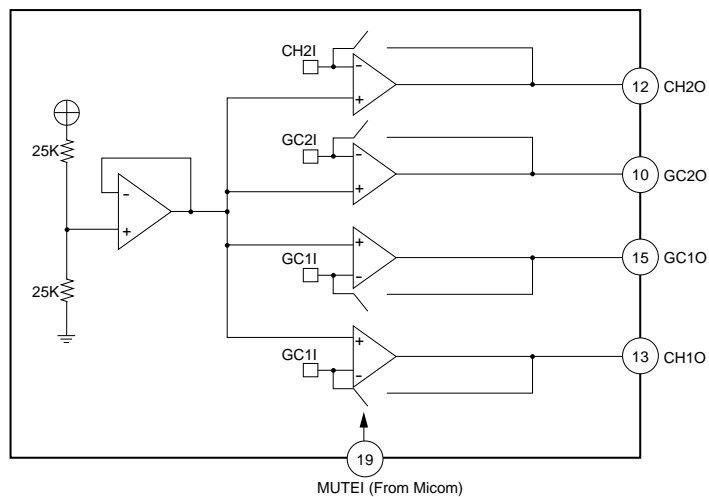 CH2I
-
+
12 CH2O
25K
GC2I
-
+
10 GC2O
-
+
25K
+
GC1I
-
15 GC1O
+
GC1I
-
13 CH1O
19
MUTEI (From Micom)